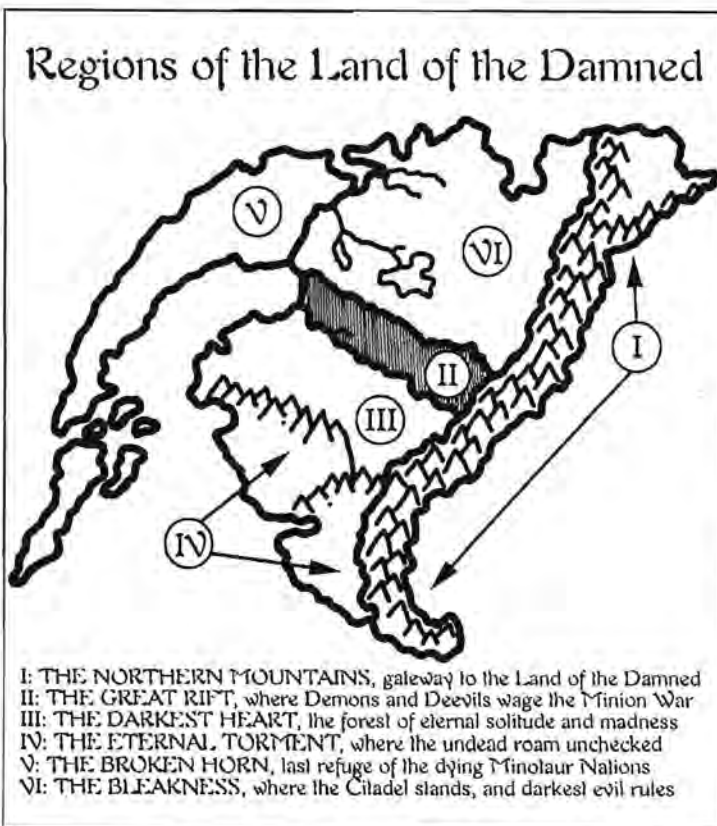 Regions of the Land of the Damned
V
VI
I
II
III
IV
I: THE NORTHERN MOUNTAINS, gateway to the Land of the Damned
II: THE GREAT RIFT, where Demons and Deevils wage the Minion War
III: THE DARKEST HEART, the forest of eternal solitude and madness
IV: THE ETERNAL TORMENT, where the undead roam unchecked
V: THE BROKEN HORN, last refuge of the dying Minotaur Nations
VI: THE BLEAKNESS, where the Citadel stands, and darkest evil rules